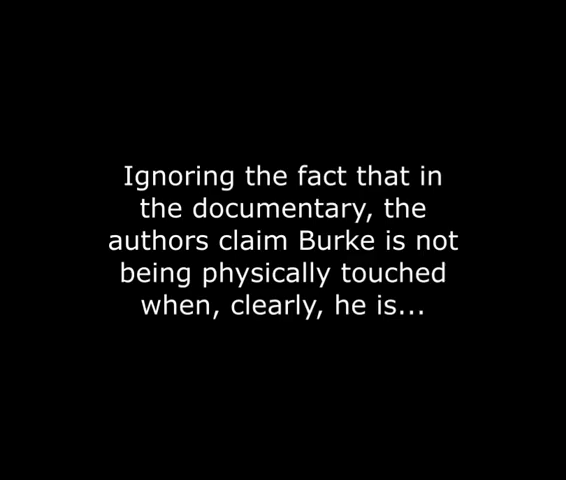 Ignoring the fact that in
the documentary, the
authors claim Burke is not
being physically touched
when, clearly, he is...